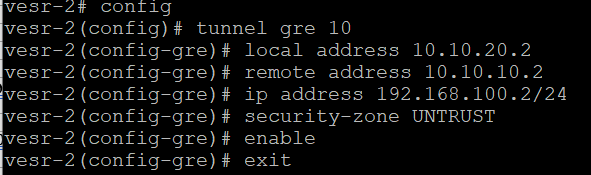 vesr-2# config
vesr-2(config)# tunnel gre 10
vesr-2(config-gre)# local address 10.10.20.2
vesr-2(config-gre)# remote address 10.10.10.2
vesr-2(config-gre)# ip address 192.168.100.2/24
vesr-2(config-gre)# security-zone UNTRUST
vesr-2(config-gre)# enable
vesr-2(config-gre)# exit